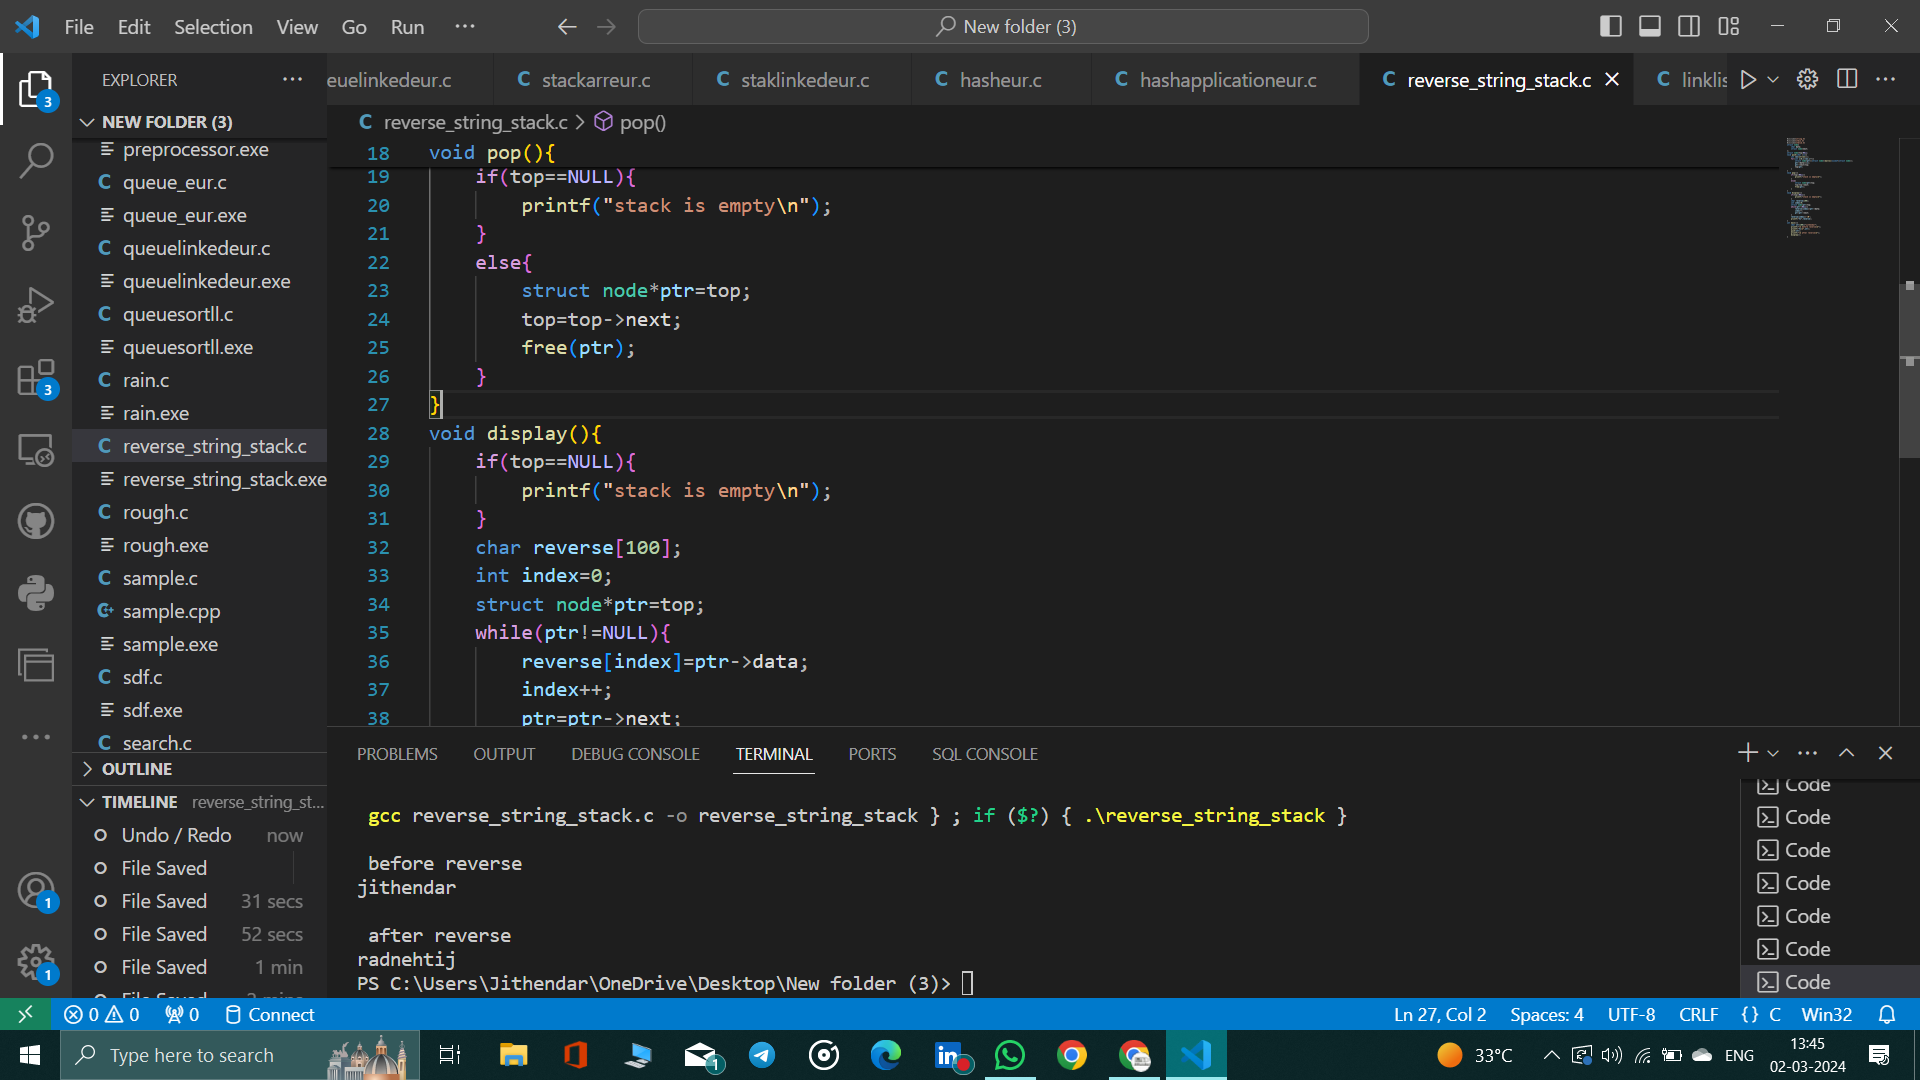 File Edit Selection View Go Run ··· New folder (3)
EXPLORER ···
euelinkedeur.c C stackarreur.c C staklinkedeur.c C hasheur.c C hashapplicationeur.c C reverse_string_stack.c C linklis ···
NEW FOLDER (3)
preprocessor.exe
C queue_eur.c
queue_eur.exe
C queuelinkedeur.c
queuelinkedeur.exe
C queuesortll.c
queuesortll.exe
C rain.c
rain.exe
C reverse_string_stack.c
reverse_string_stack.exe
C rough.c
rough.exe
C sample.c
sample.cpp
sample.exe
C sdf.c
sdf.exe
C search.c
OUTLINE
TIMELINE reverse_string_st...
Undo / Redo now
File Saved
File Saved 31 secs
File Saved 52 secs
File Saved 1 min
3
3
1
1
C reverse_string_stack.c > pop()
18 void pop(){
19 if(top==NULL){
20 printf("stack is empty\n");
21 }
22 else{
23 struct node*ptr=top;
24 top=top->next;
25 free(ptr);
26 }
27 }
28 void display(){
29 if(top==NULL){
30 printf("stack is empty\n");
31 }
32 char reverse[100];
33 int index=0;
34 struct node*ptr=top;
35 while(ptr!=NULL){
36 reverse[index]=ptr->data;
37 index++;
38 ptr=ptr->next;
PROBLEMS OUTPUT DEBUG CONSOLE TERMINAL PORTS SQL CONSOLE
gcc reverse_string_stack.c -o reverse_string_stack } ; if ($?) { .\reverse_string_stack }
before reverse
jithendar
after reverse
radnehtij
PS C:\Users\Jithendar\OneDrive\Desktop\New folder (3)>
Code
Code
Code
Code
Code
Code
Code
0 0 0 Connect Ln 27, Col 2 Spaces: 4 UTF-8 CRLF {} C Win32
Type here to search 1 33°C ENG 13:45
02-03-2024